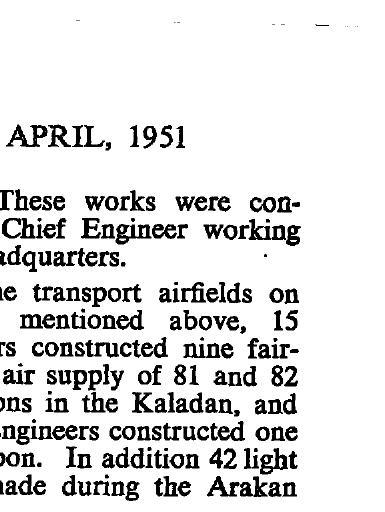 APRIL, 1951
These works were con-
Chief Engineer working
adquarters.
ne transport airfields on
mentioned above, 15
rs constructed nine fair-
air supply of 81 and 82
ons in the Kaladan, and
ngineers constructed one
oon. In addition 42 light
nade during the Arakan